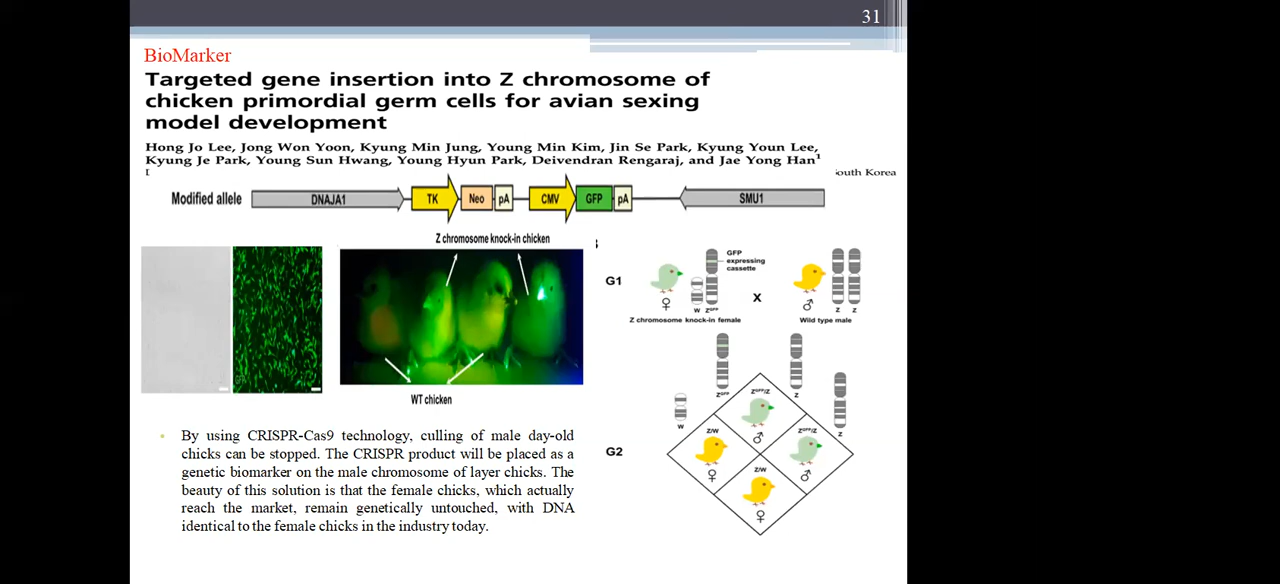 31
BioMarker
Targeted gene insertion into Z chromosome of
chicken primordial germ cells for avian sexing
model development
Hong Jo Lee, Jong Won Yoon, Kyung Min Jung, Young Min Kim, Jin Se Park, Kyung Youn Lee,
Kyung Je Park, Young Sun Hwang, Young Hyun Park, Deivendran Rengaraj, and Jae Yong Han1
South Korea
Modified allele
DNAJA1
TK
Neo
pA
CMV
GFP
pA
SMU1
Z chromosome knock-in chicken
WT chicken
G1
GFP
expressing
cassette
♀
W ZGFP
X
♂
Z Z
Z chromosome knock-in female
Wild type male
G2
ZGFP
Z
W
Z
ZGFP/Z
♂
Z/W
♀
ZGFP/Z
♂
Z/W
♀
• By using CRISPR-Cas9 technology, culling of male day-old
chicks can be stopped. The CRISPR product will be placed as a
genetic biomarker on the male chromosome of layer chicks. The
beauty of this solution is that the female chicks, which actually
reach the market, remain genetically untouched, with DNA
identical to the female chicks in the industry today.